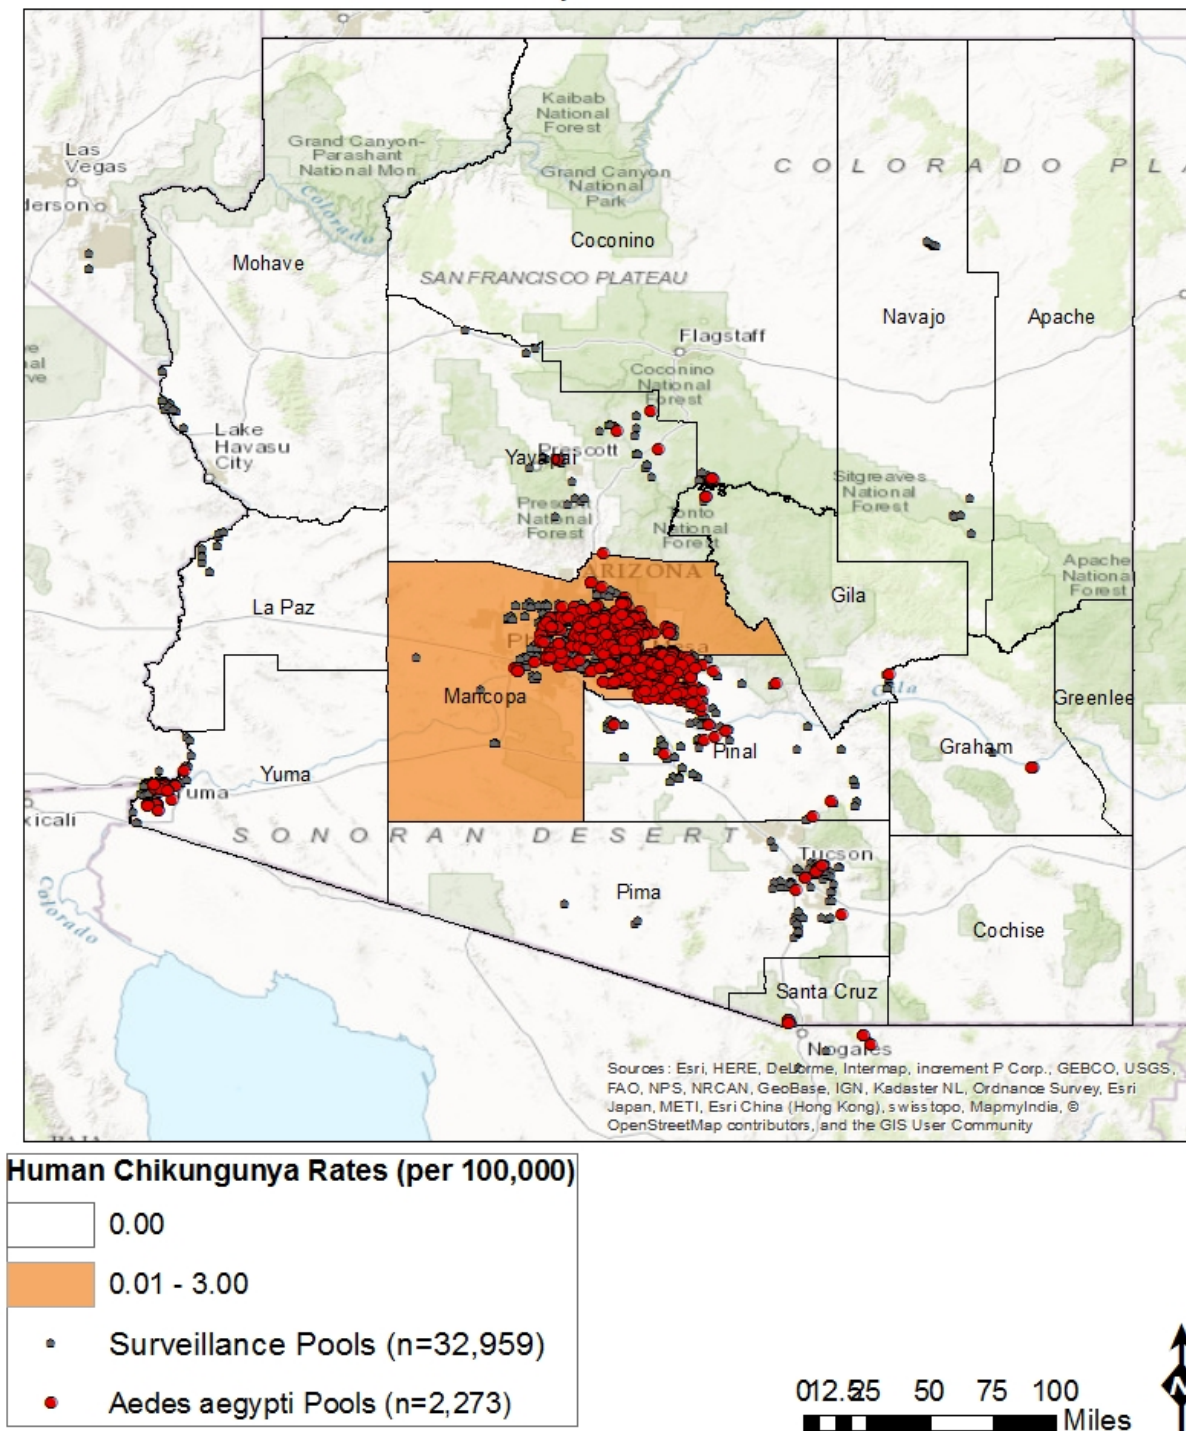 Kaibab
National
Forest
Las
Vegas
Grand Canyon-
Parashant
National Mon.
COLORADO PLA
Grand Canyon
National
Park
derson
Colorado
Coconino
Mohave
SAN FRANCISCO PLATEAU
Navajo
Apache
Flagstaff
Coconino
National
Forest
Lake
Havasu
City
Prescott
Yavapai
Sitgreaves
National
Forest
Prescott
National
Forest
Tonto
National
Forest
Apache
National
Forest
ARIZONA
Gila
La Paz
Maricopa
Gila
Greenlee
Graham
Pinal
Yuma
Yuma
xicali
SONORAN DESERT
Tucson
Pima
Colorado
Cochise
Santa Cruz
Nogales
Sources: Esri, HERE, DeLorme, Intermap, increment P Corp., GEBCO, USGS,
FAO, NPS, NRCAN, GeoBase, IGN, Kadaster NL, Ordnance Survey, Esri
Japan, METI, Esri China (Hong Kong), swisstopo, MapmyIndia, ©
OpenStreetMap contributors, and the GIS User Community
Human Chikungunya Rates (per 100,000)
0.00
0.01 - 3.00
Surveillance Pools (n=32,959)
Aedes aegypti Pools (n=2,273)
0 12.5 25 50 75 100
Miles
N